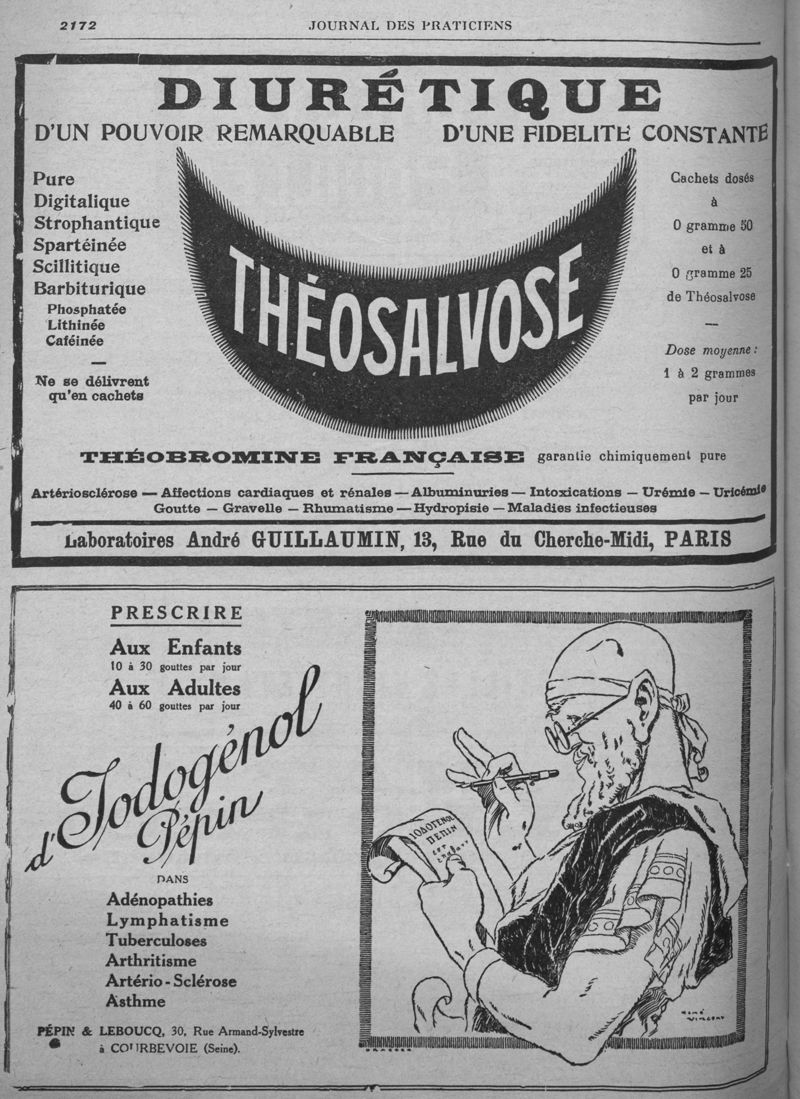 2172
JOURNAL DES PRATICIENS
DIURÉTIQUE
D'UN POUVOIR REMARQUABLE D'UNE FIDELITÉ CONSTANTE
Pure
Digitalique
Strophantique
Spartéinée
Scillitique
Barbiturique
Phosphatée
Lithinée
Caféinée
Ne se délivrent
qu'en cachets
THÉOSALVOSE
Cachets dosés
à
0 gramme 50
et à
0 gramme 25
de Théosalvose
Dose moyenne :
1 à 2 grammes
par jour
THÉOBROMINE FRANÇAISE garantie chimiquement pure
Artériosclérose — Affections cardiaques et rénales — Albuminuries — Intoxications — Urémie — Uricémie
Goutte — Gravelle — Rhumatisme — Hydropisie — Maladies infectieuses
Laboratoires André GUILLAUMIN, 13, Rue du Cherche-Midi, PARIS
PRESCRIRE
Aux Enfants
10 à 30 gouttes par jour
Aux Adultes
40 à 60 gouttes par jour
d'Iodogénol
Pépin
DANS
Adénopathies
Lymphatisme
Tuberculoses
Arthritisme
Artério-Sclérose
Asthme
PÉPIN & LEBOUCQ, 30, Rue Armand-Sylvestre
à COURBEVOIE (Seine).
IODOGENOL
PEPIN
RENÉ
VINCENT